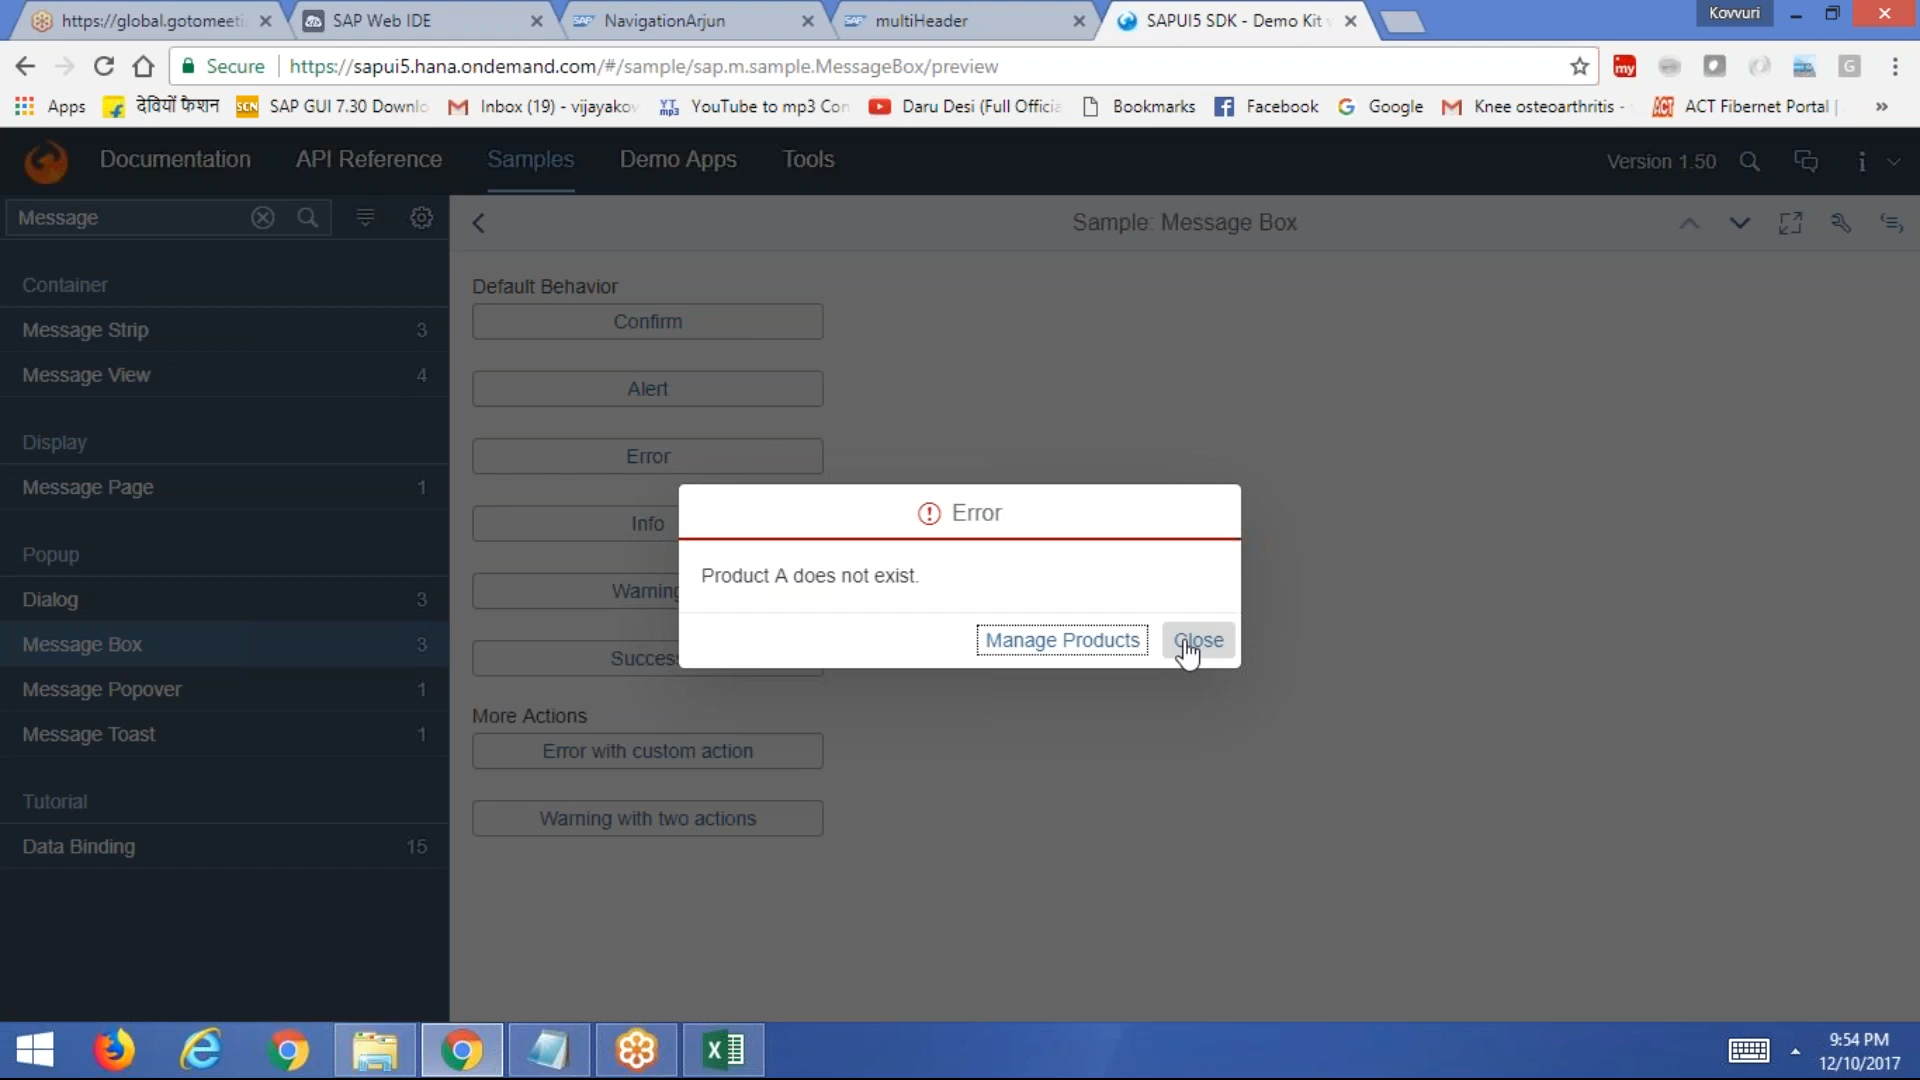 https://global.gotomeeti
SAP Web IDE
NavigationArjun
multiHeader
SAPUI5 SDK - Demo Kit
Kovvuri
Secure
https://sapui5.hana.ondemand.com/#/sample/sap.m.sample.MessageBox/preview
my
G
Apps
देवियों फैशन
SCN
SAP GUI 7.30 Downlo
Inbox (19) - vijayakov
YT mp3
YouTube to mp3 Con
Daru Desi (Full Officia
Bookmarks
Facebook
Google
Knee osteoarthritis -
ACT
ACT Fibernet Portal |
Documentation
API Reference
Samples
Demo Apps
Tools
Version 1.50
Message
Sample: Message Box
Container
Message Strip 3
Message View 4
Display
Message Page 1
Popup
Dialog 3
Message Box 3
Message Popover 1
Message Toast 1
Tutorial
Data Binding 15
Default Behavior
Confirm
Alert
Error
Info
Warning
Success
Error
Product A does not exist.
Manage Products
Close
More Actions
Error with custom action
Warning with two actions
9:54 PM
12/10/2017